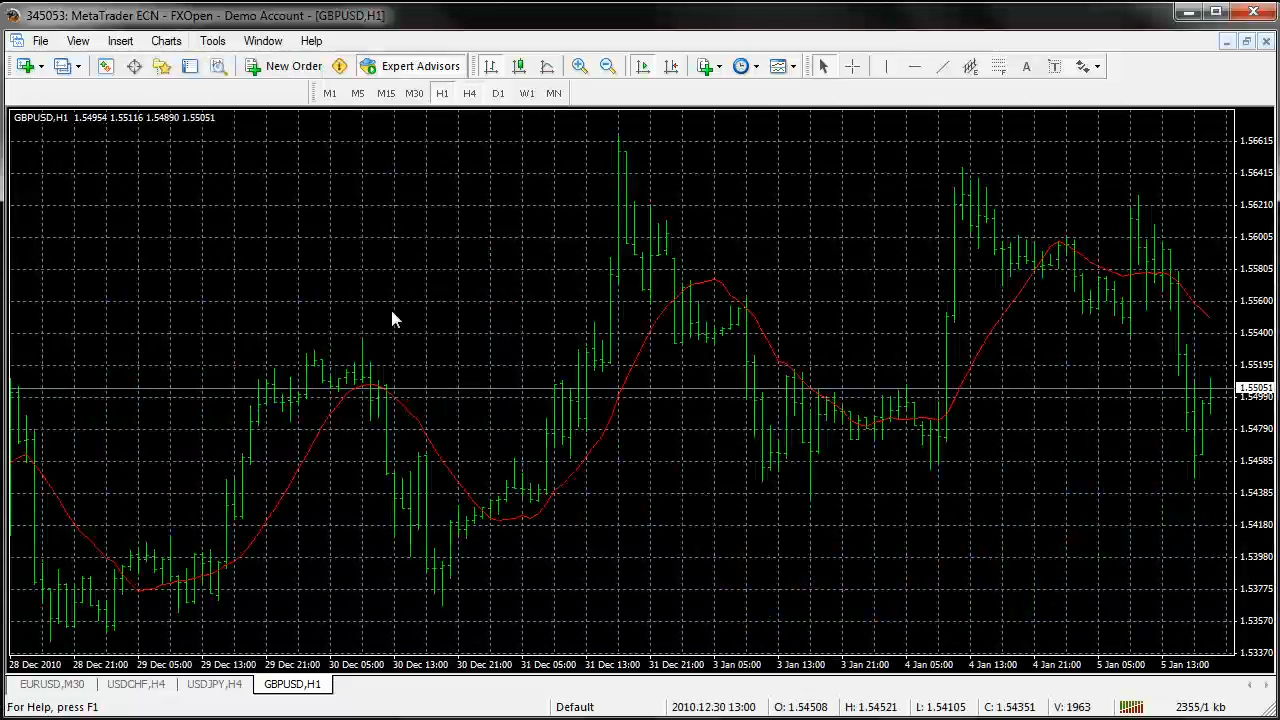 345053: MetaTrader ECN - FXOpen - Demo Account - [GBPUSD,H1]
File View Insert Charts Tools Window Help
New Order Expert Advisors A T
M1 M5 M15 M30 H1 H4 D1 W1 MN
GBPUSD,H1 1.54954 1.55116 1.54890 1.55051
1.56615
1.56415
1.56210
1.56005
1.55805
1.55600
1.55400
1.55195
1.55051
1.54990
1.54790
1.54585
1.54385
1.54180
1.53980
1.53775
1.53570
1.53370
28 Dec 2010 28 Dec 21:00 29 Dec 05:00 29 Dec 13:00 29 Dec 21:00 30 Dec 05:00 30 Dec 13:00 30 Dec 21:00 31 Dec 05:00 31 Dec 13:00 31 Dec 21:00 3 Jan 05:00 3 Jan 13:00 3 Jan 21:00 4 Jan 05:00 4 Jan 13:00 4 Jan 21:00 5 Jan 05:00 5 Jan 13:00
EURUSD,M30 USDCHF,H4 USDJPY,H4 GBPUSD,H1
For Help, press F1 Default 2010.12.30 13:00 O: 1.54508 H: 1.54521 L: 1.54105 C: 1.54351 V: 1963 2355/1 kb